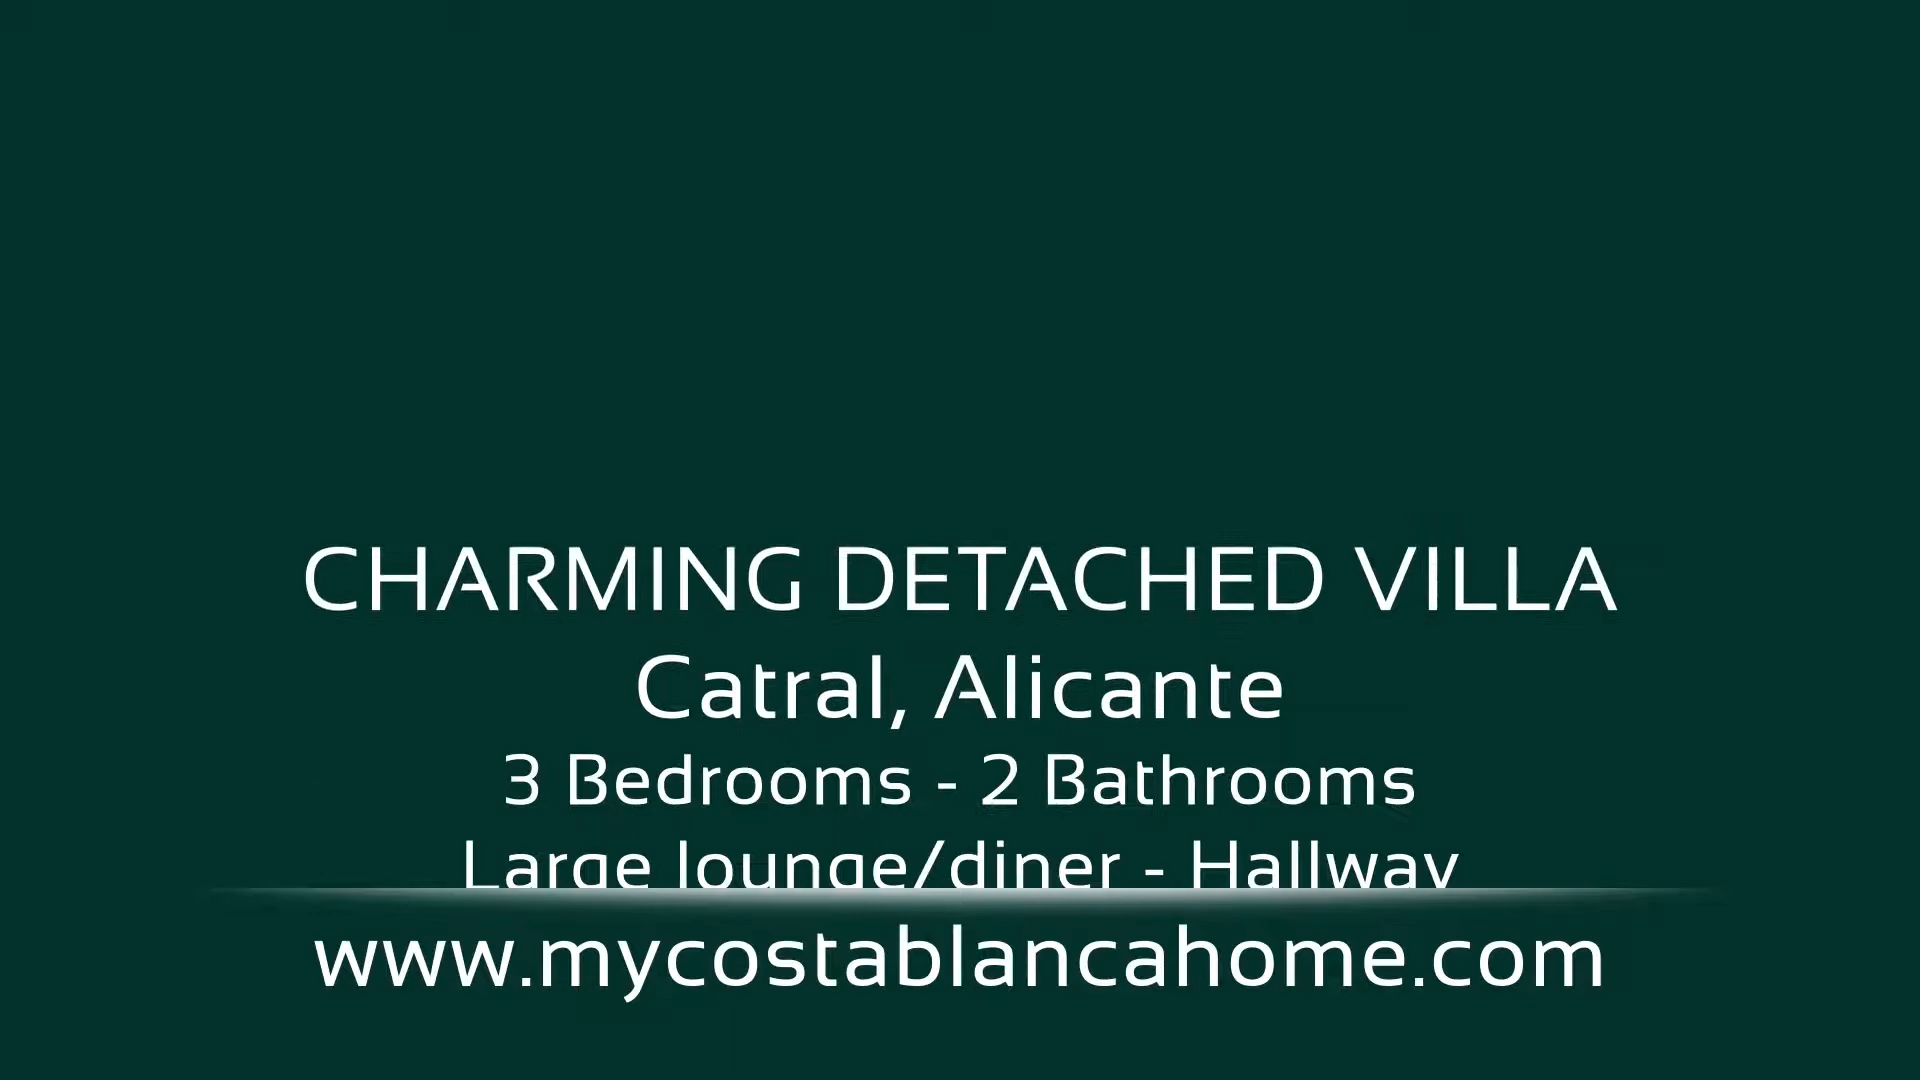 CHARMING DETACHED VILLA
Catral, Alicante
3 Bedrooms - 2 Bathrooms
Large lounge/diner - Hallway
www.mycostablancahome.com